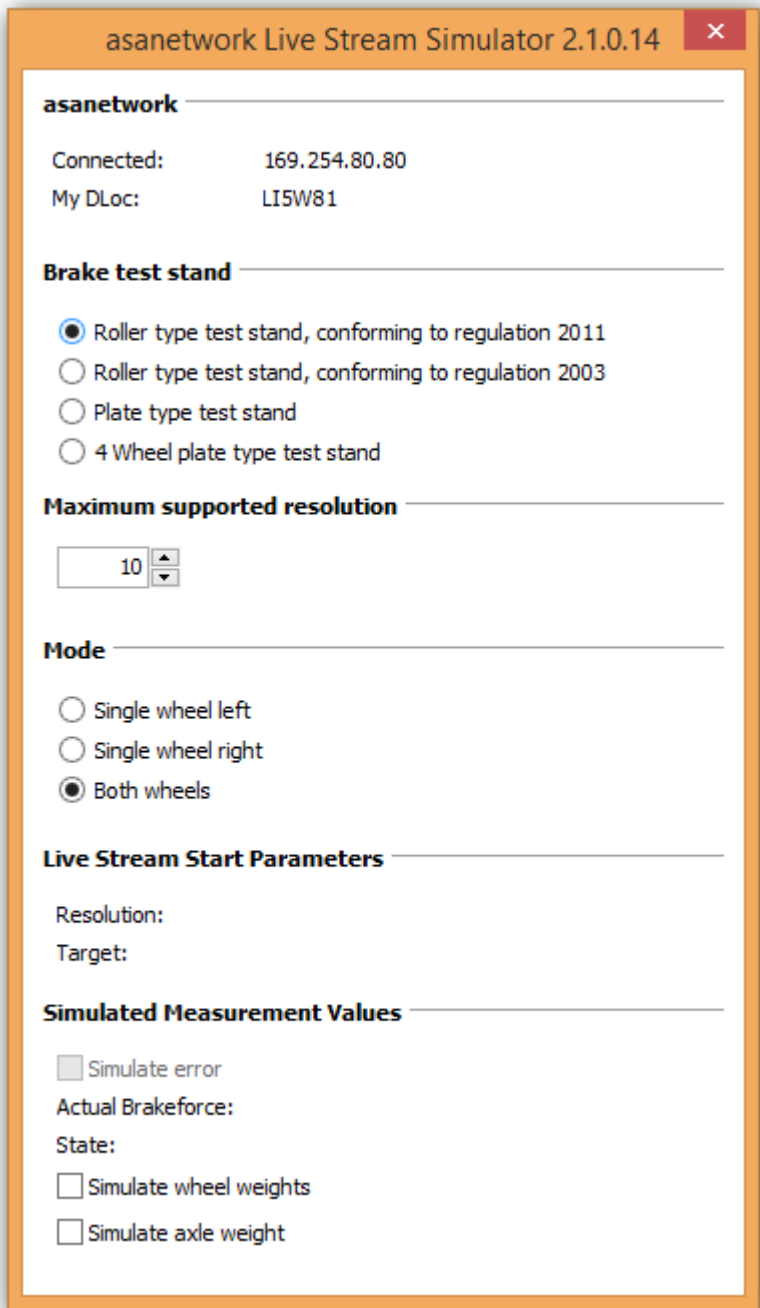 asanetwork Live Stream Simulator 2.1.0.14
asanetwork
Connected: 169.254.80.80
My DLoc: LI5W81
Brake test stand
Roller type test stand, conforming to regulation 2011
Roller type test stand, conforming to regulation 2003
Plate type test stand
4 Wheel plate type test stand
Maximum supported resolution
10
Mode
Single wheel left
Single wheel right
Both wheels
Live Stream Start Parameters
Resolution:
Target:
Simulated Measurement Values
Simulate error
Actual Brakeforce:
State:
Simulate wheel weights
Simulate axle weight